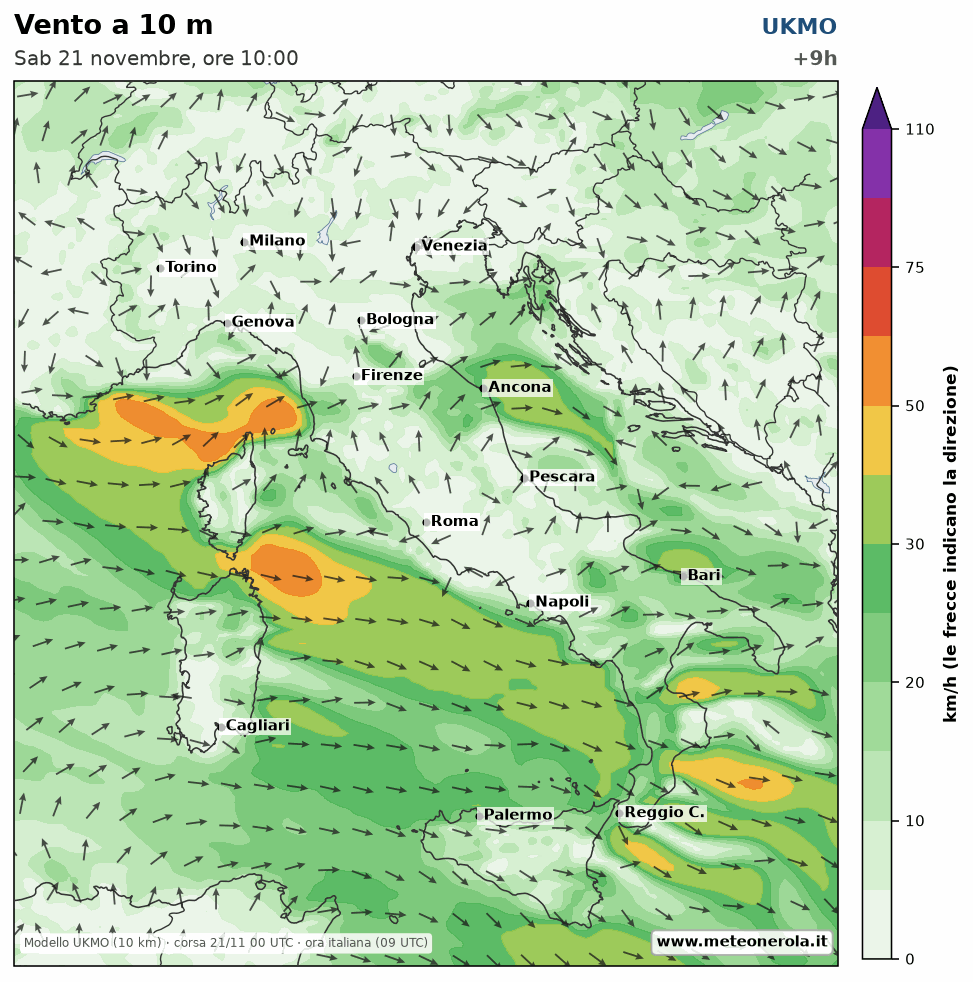 Vento a 10 m
UKMO
Sab 21 novembre, ore 10:00
+9h
110
75
50
30
20
10
0
km/h (le frecce indicano la direzione)
Milano
Venezia
Torino
Genova
Bologna
Firenze
Ancona
Pescara
Roma
Bari
Napoli
Cagliari
Palermo
Reggio C.
Modello UKMO (10 km) · corsa 21/11 00 UTC · ora italiana (09 UTC)
www.meteonerola.it